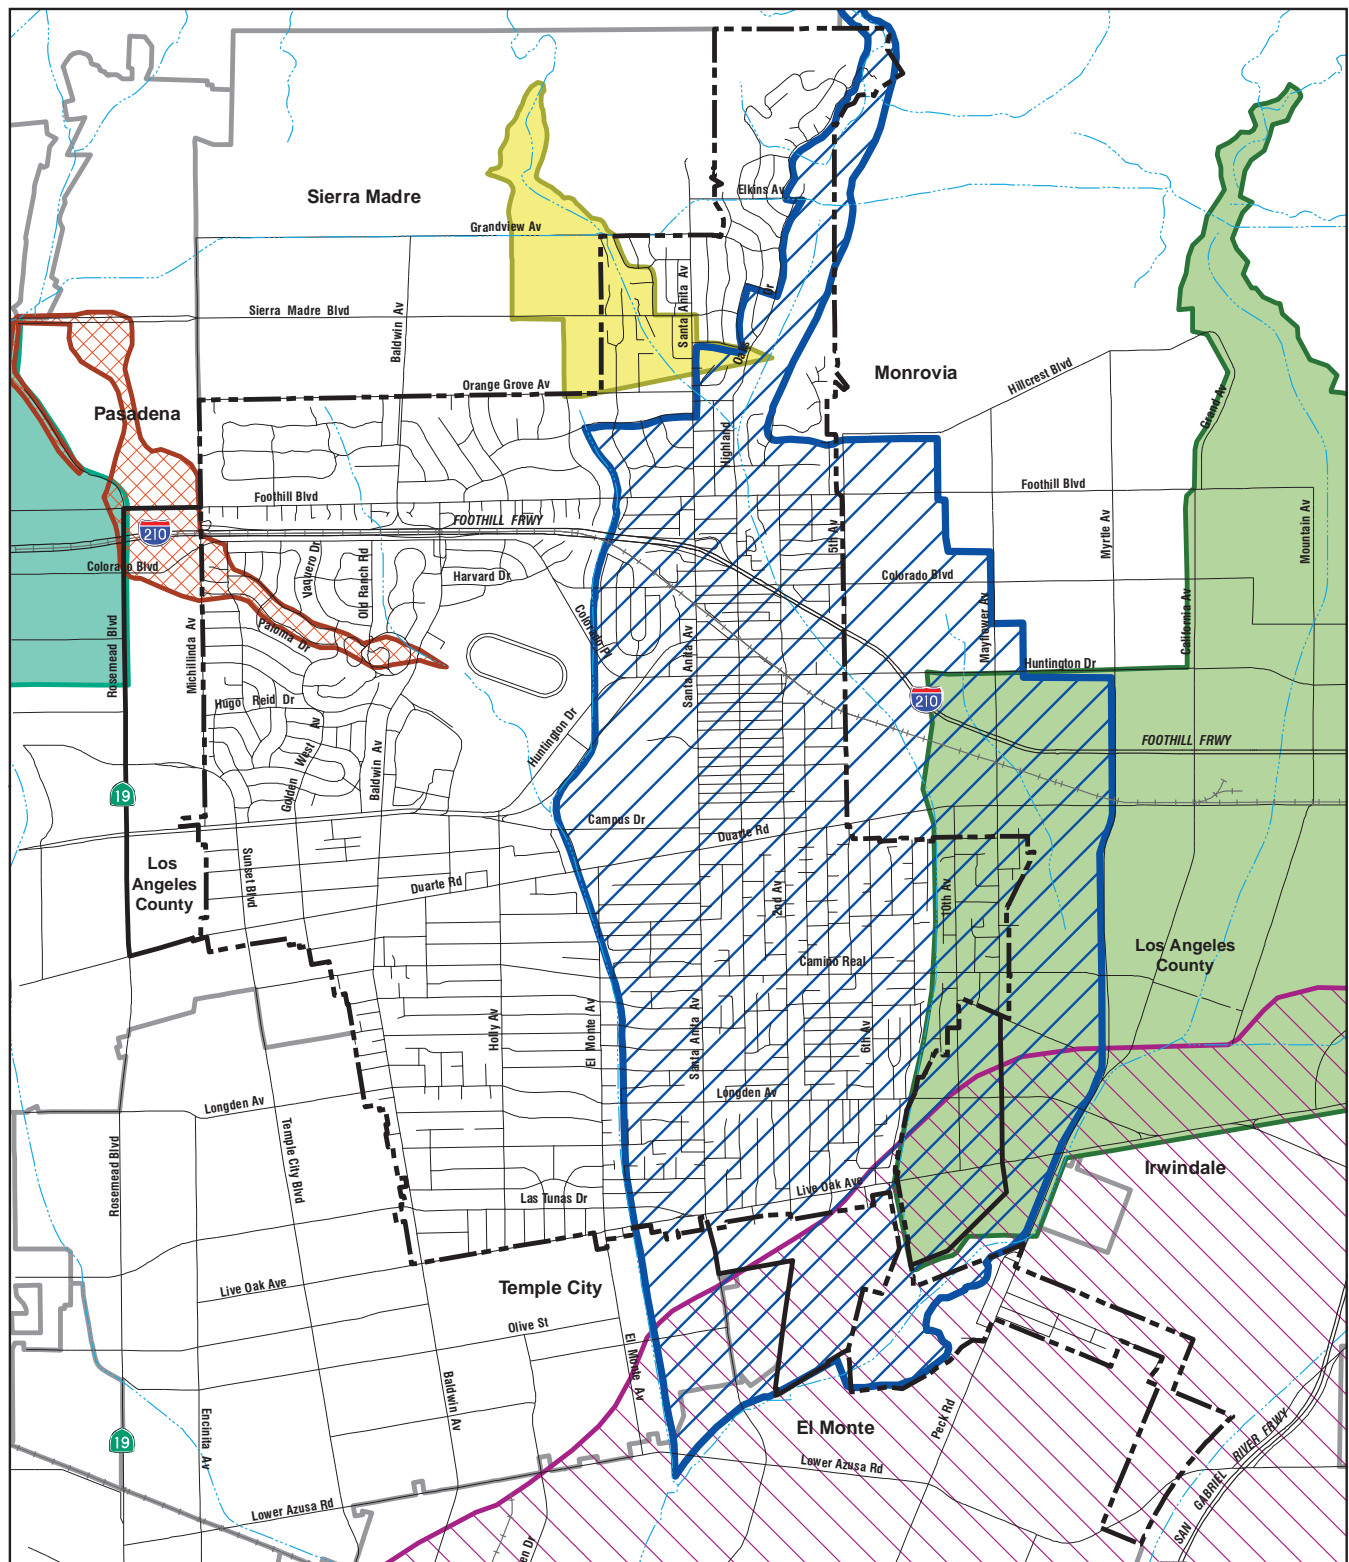 Elkins Av
Sierra Madre
Grandview Av
Santa Anita Av
Dr
Oaks
Sierra Madre Blvd
Baldwin Av
Monrovia
Hillcrest Blvd
Orange Grove Av
Grand Av
Pasadena
Highland
Foothill Blvd
Foothill Blvd
FOOTHILL FRWY
210
5th Av
Myrtle Av
Mountain Av
Colorado Blvd
Vaquero Dr
Old Ranch Rd
Harvard Dr
Colorado Blvd
Colorado Pl
Mayflower Av
California Av
Rosemead Blvd
Michillinda Av
Paloma Dr
Santa Anita Av
Huntington Dr
210
Hugo Reid Dr
Golden West Av
Baldwin Av
Huntington Dr
FOOTHILL FRWY
19
Campus Dr
Duarte Rd
Los
Angeles
County
Sunset Blvd
Duarte Rd
2nd Av
10th Av
Los Angeles
County
Camino Real
Holly Av
El Monte Av
Santa Anita Av
6th Av
Longden Av
Longden Av
Rosemead Blvd
Temple City Blvd
Irwindale
Las Tunas Dr
Live Oak Ave
Live Oak Ave
Temple City
Olive St
El Monte Av
Baldwin Av
Encinita Av
19
El Monte
Peck Rd
Lower Azusa Rd
Lower Azusa Rd
SAN GABRIEL RIVER FRWY
en Dr